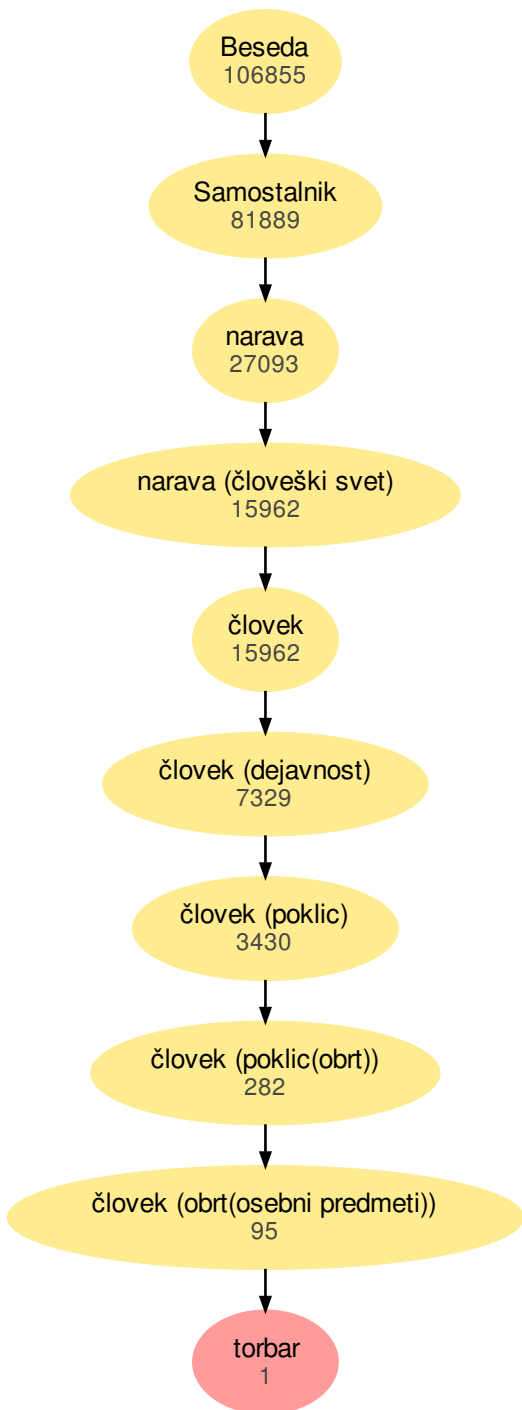 Beseda
106855
Samostalnik
81889
narava
27093
narava (človeški svet)
15962
človek
15962
človek (dejavnost)
7329
človek (poklic)
3430
človek (poklic(obrt))
282
človek (obrt(osebni predmeti))
95
torbar
1